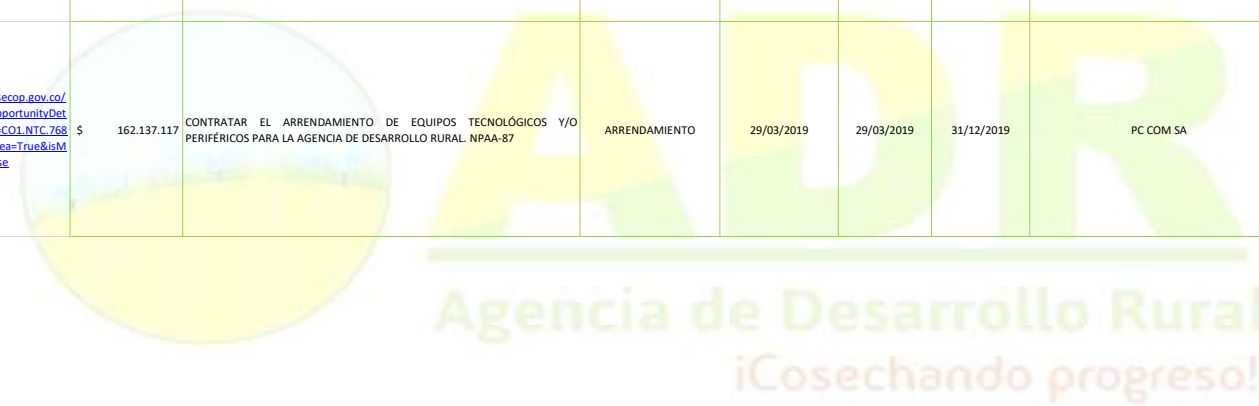 secop.gov.co/
pportunityDet
=CO1.NTC.768
ea=True&isM
se
$ 162.137.117
CONTRATAR EL ARRENDAMIENTO DE EQUIPOS TECNOLÓGICOS Y/O
PERIFÉRICOS PARA LA AGENCIA DE DESARROLLO RURAL. NPAA-87
ARRENDAMIENTO
29/03/2019
29/03/2019
31/12/2019
PC COM SA
ADR
Agencia de Desarrollo Rural
¡Cosechando progreso!